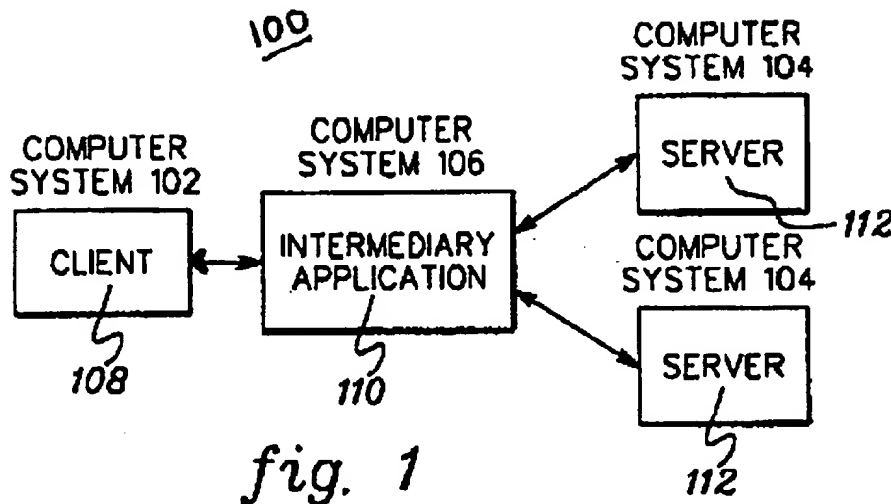 100
COMPUTER
SYSTEM 102
CLIENT
108
COMPUTER
SYSTEM 106
INTERMEDIARY
APPLICATION
110
COMPUTER
SYSTEM 104
SERVER
112
COMPUTER
SYSTEM 104
SERVER
112
fig. 1